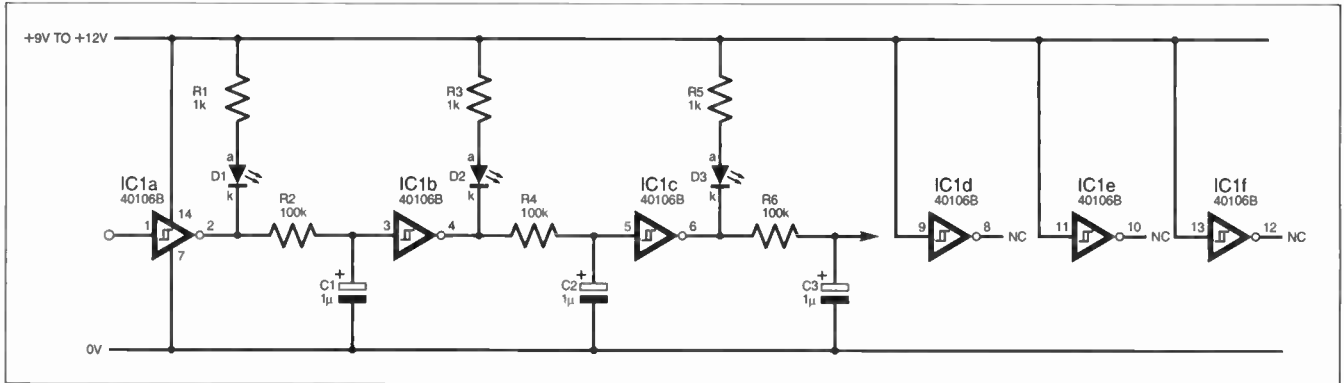 +9V TO +12V
R1
1k
R3
1k
R5
1k
a
D1
k
a
D2
k
a
D3
k
IC1a
40106B
14
1
2
7
R2
100k
IC1b
40106B
3
4
R4
100k
IC1c
40106B
5
6
R6
100k
IC1d
40106B
9
8
NC
IC1e
40106B
11
10
NC
IC1f
40106B
13
12
NC
+
C1
1µ
+
C2
1µ
+
C3
1µ
0V